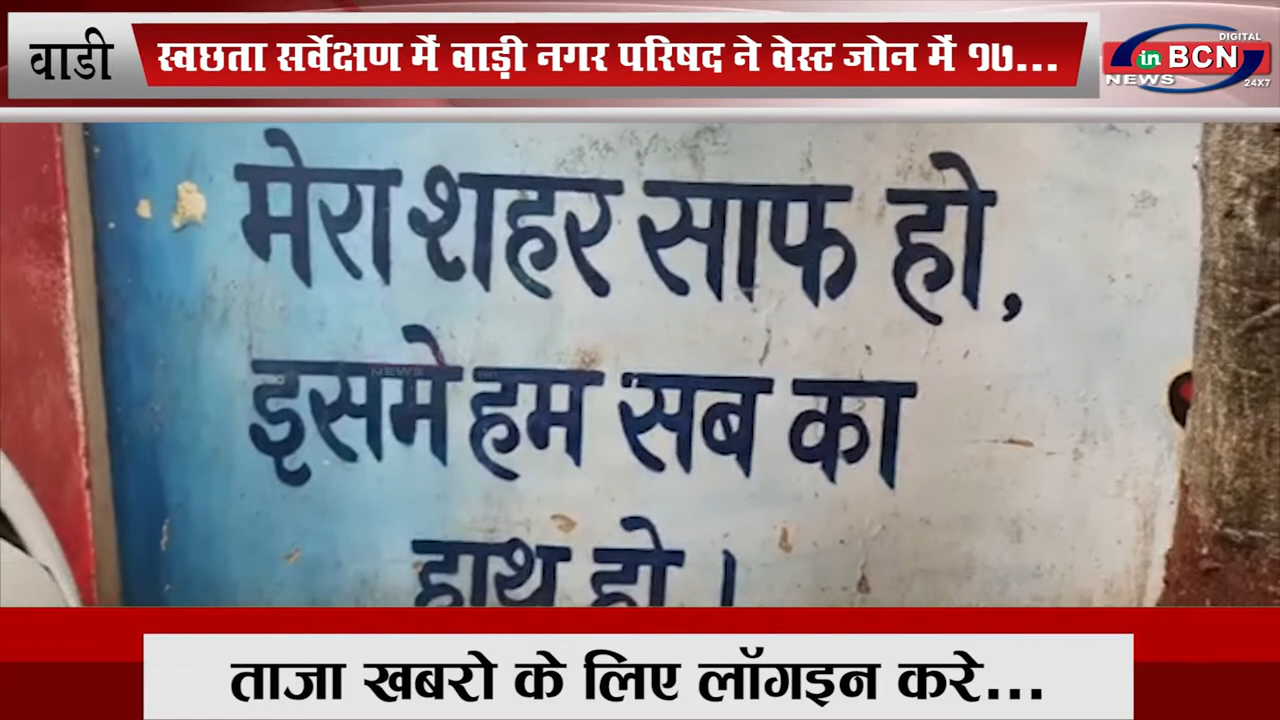 वाडी
स्वछता सर्वेक्षण में वाड़ी नगर परिषद ने वेस्ट जोन में १७...
DIGITAL
in BCN
NEWS
24X7
मेरा शहर साफ हो,
इसमे हम सब का
हाथ हो।
NEWS
ताजा खबरो के लिए लॉगइन करे...